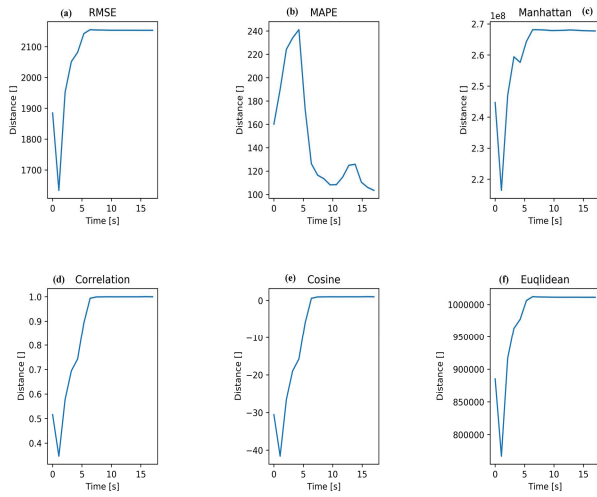 (a) RMSE
Distance []
2100
2000
1900
1800
1700
0 5 10 15
Time [s]
(b) MAPE
Distance []
240
220
200
180
160
140
120
100
0 5 10 15
Time [s]
Manhattan (c)
1e8
Distance []
2.7
2.6
2.5
2.4
2.3
2.2
0 5 10 15
Time [s]
(d) Correlation
Distance []
1.0
0.9
0.8
0.7
0.6
0.5
0.4
0 5 10 15
Time [s]
(e) Cosine
Distance []
0
−10
−20
−30
−40
0 5 10 15
Time [s]
(f) Euqlidean
Distance []
1000000
950000
900000
850000
800000
0 5 10 15
Time [s]